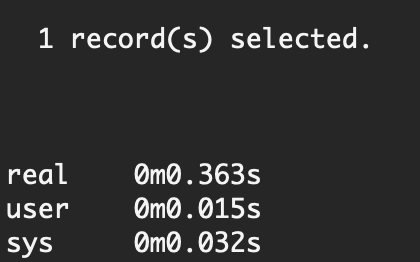 1 record(s) selected.
real 0m0.363s
user 0m0.015s
sys 0m0.032s